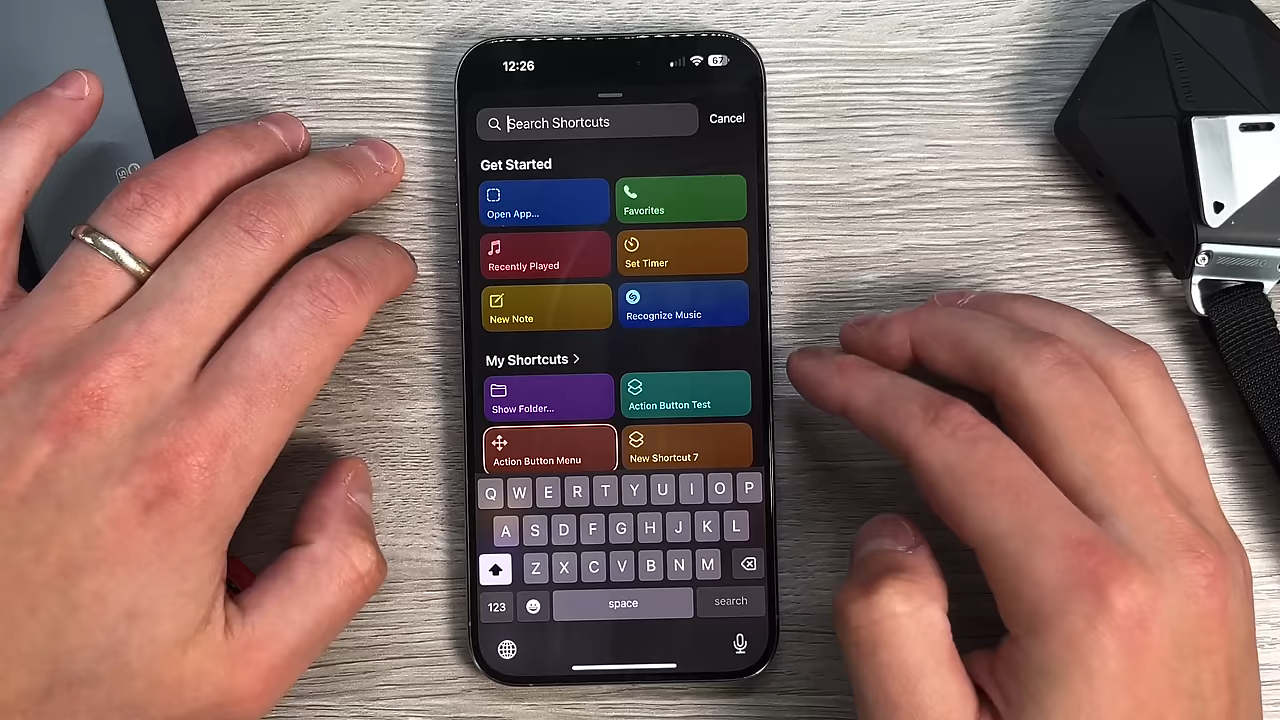 12:26
67
Search Shortcuts
Cancel
Get Started
Open App...
Favorites
Recently Played
Set Timer
New Note
Recognize Music
My Shortcuts >
Show Folder...
Action Button Test
Action Button Menu
New Shortcut 7
Q W E R T Y U I O P
A S D F G H J K L
Z X C V B N M
123
space
search